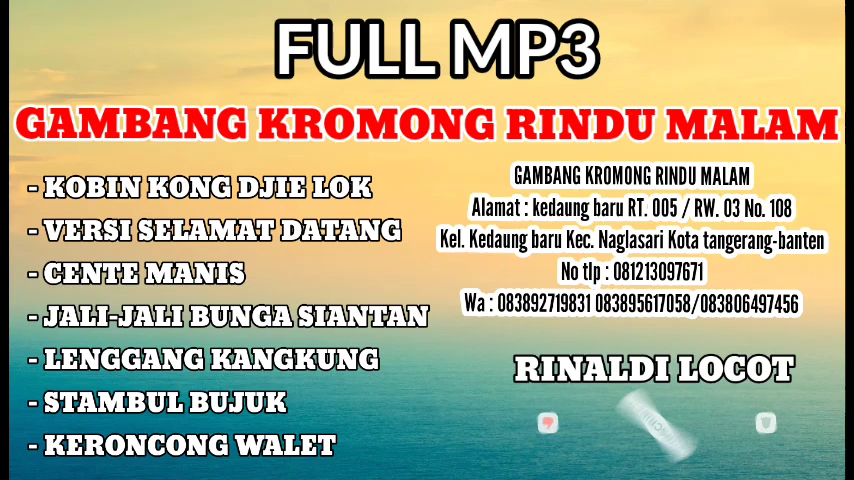 FULL MP3
GAMBANG KROMONG RINDU MALAM
- KOBIN KONG DJIE LOK
- VERSI SELAMAT DATANG
- CENTE MANIS
- JALI-JALI BUNGA SIANTAN
- LENGGANG KANGKUNG
- STAMBUL BUJUK
- KERONCONG WALET
GAMBANG KROMONG RINDU MALAM
Alamat : kedaung baru RT. 005 / RW. 03 No. 108
Kel. Kedaung baru Kec. Naglasari Kota tangerang-banten
No tlp : 081213097671
Wa : 083892719831 083895617058/083806497456
RINALDI LOCOT